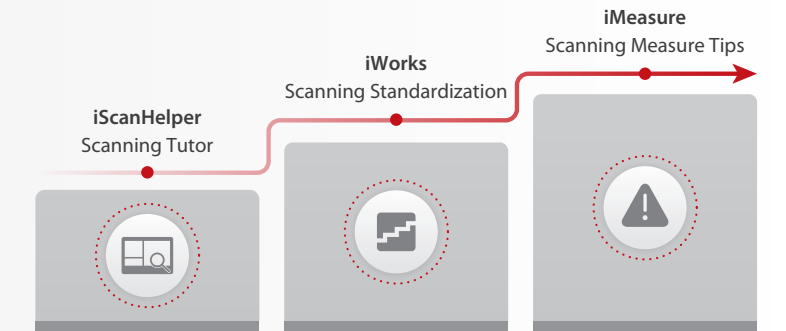 iScanHelper
Scanning Tutor
iWorks
Scanning Standardization
iMeasure
Scanning Measure Tips